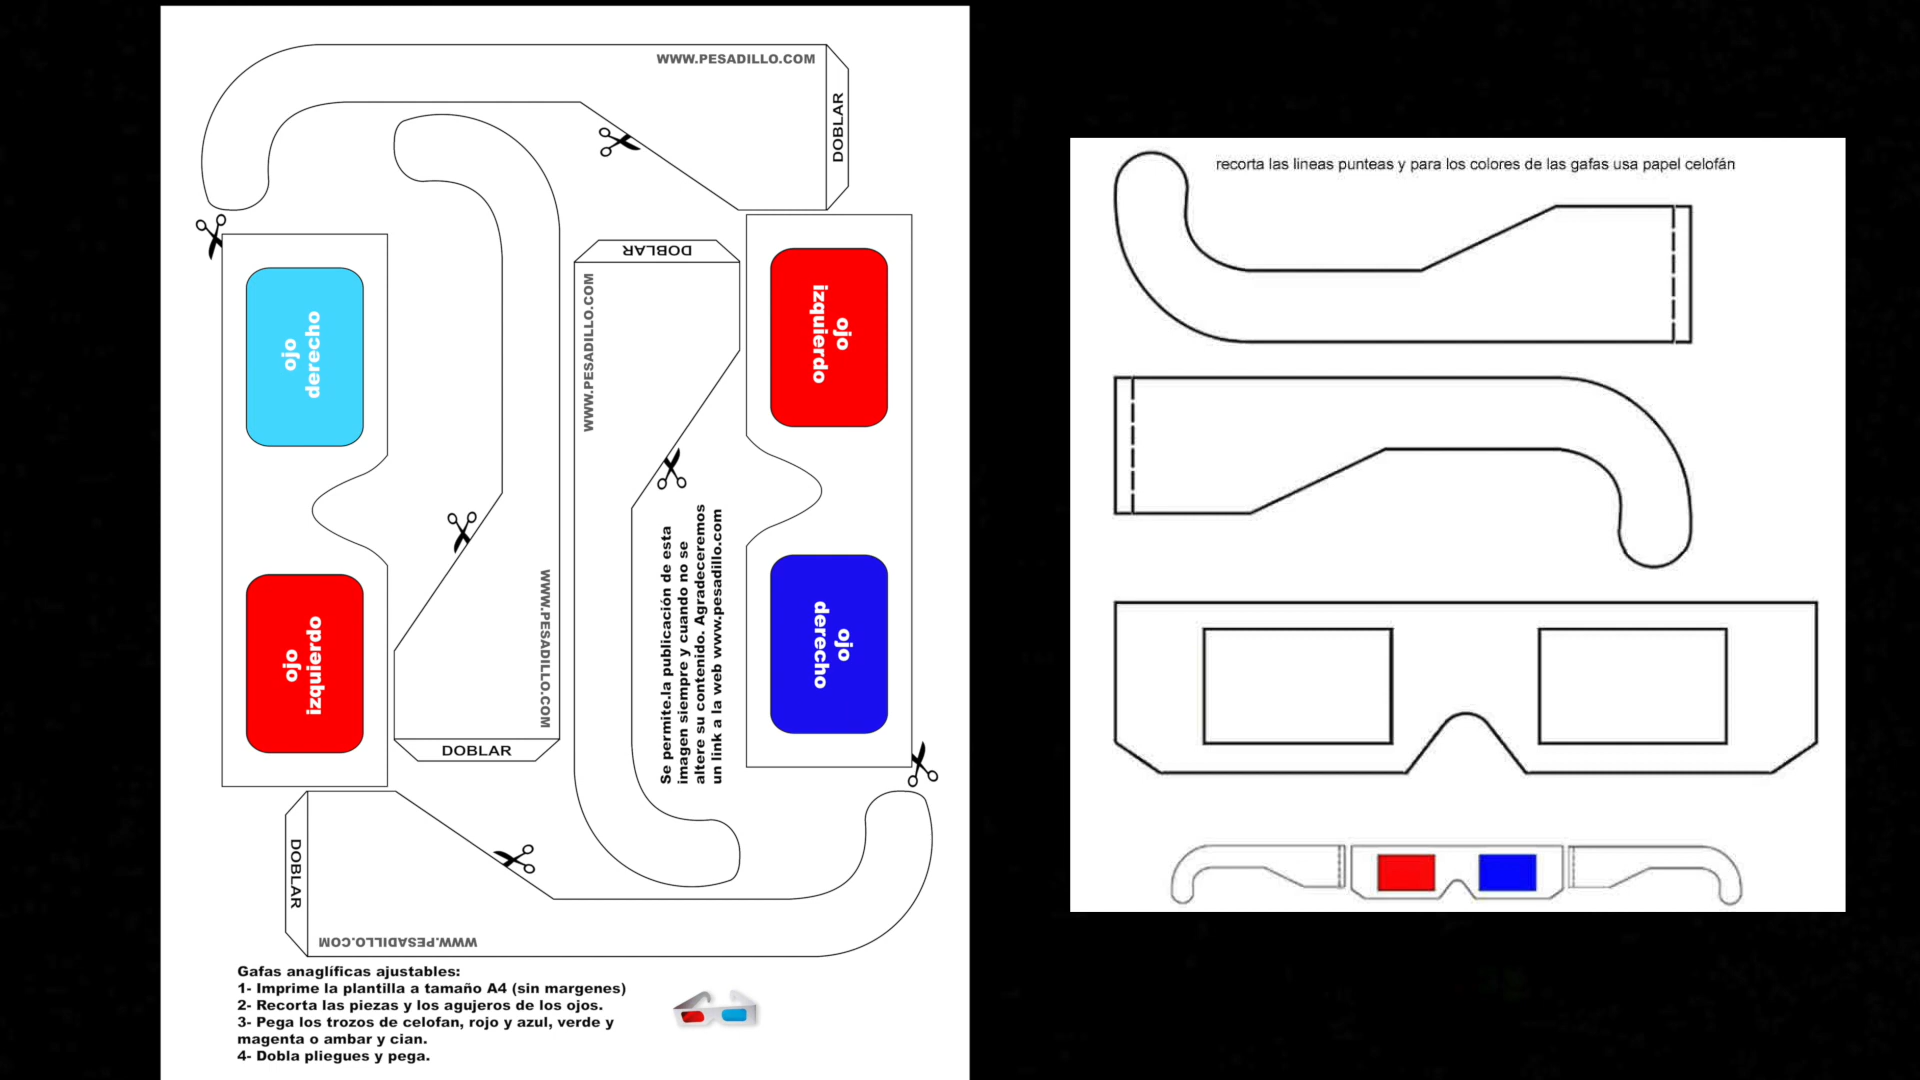 WWW.PESADILLO.COM
DOBLAR
DOBLAR
WWW.PESADILLO.COM
ojo
izquierdo
ojo
derecho
ojo
derecho
ojo
izquierdo
Se permite.la publicación de esta
imagen siempre y cuando no se
altere su contenido. Agradeceremos
un link a la web www.pesadillo.com
WWW.PESADILLO.COM
DOBLAR
DOBLAR
WWW.PESADILLO.COM
Gafas anaglíficas ajustables:
1- Imprime la plantilla a tamaño A4 (sin margenes)
2- Recorta las piezas y los agujeros de los ojos.
3- Pega los trozos de celofan, rojo y azul, verde y
magenta o ambar y cian.
4- Dobla pliegues y pega.
recorta las lineas punteas y para los colores de las gafas usa papel celofán